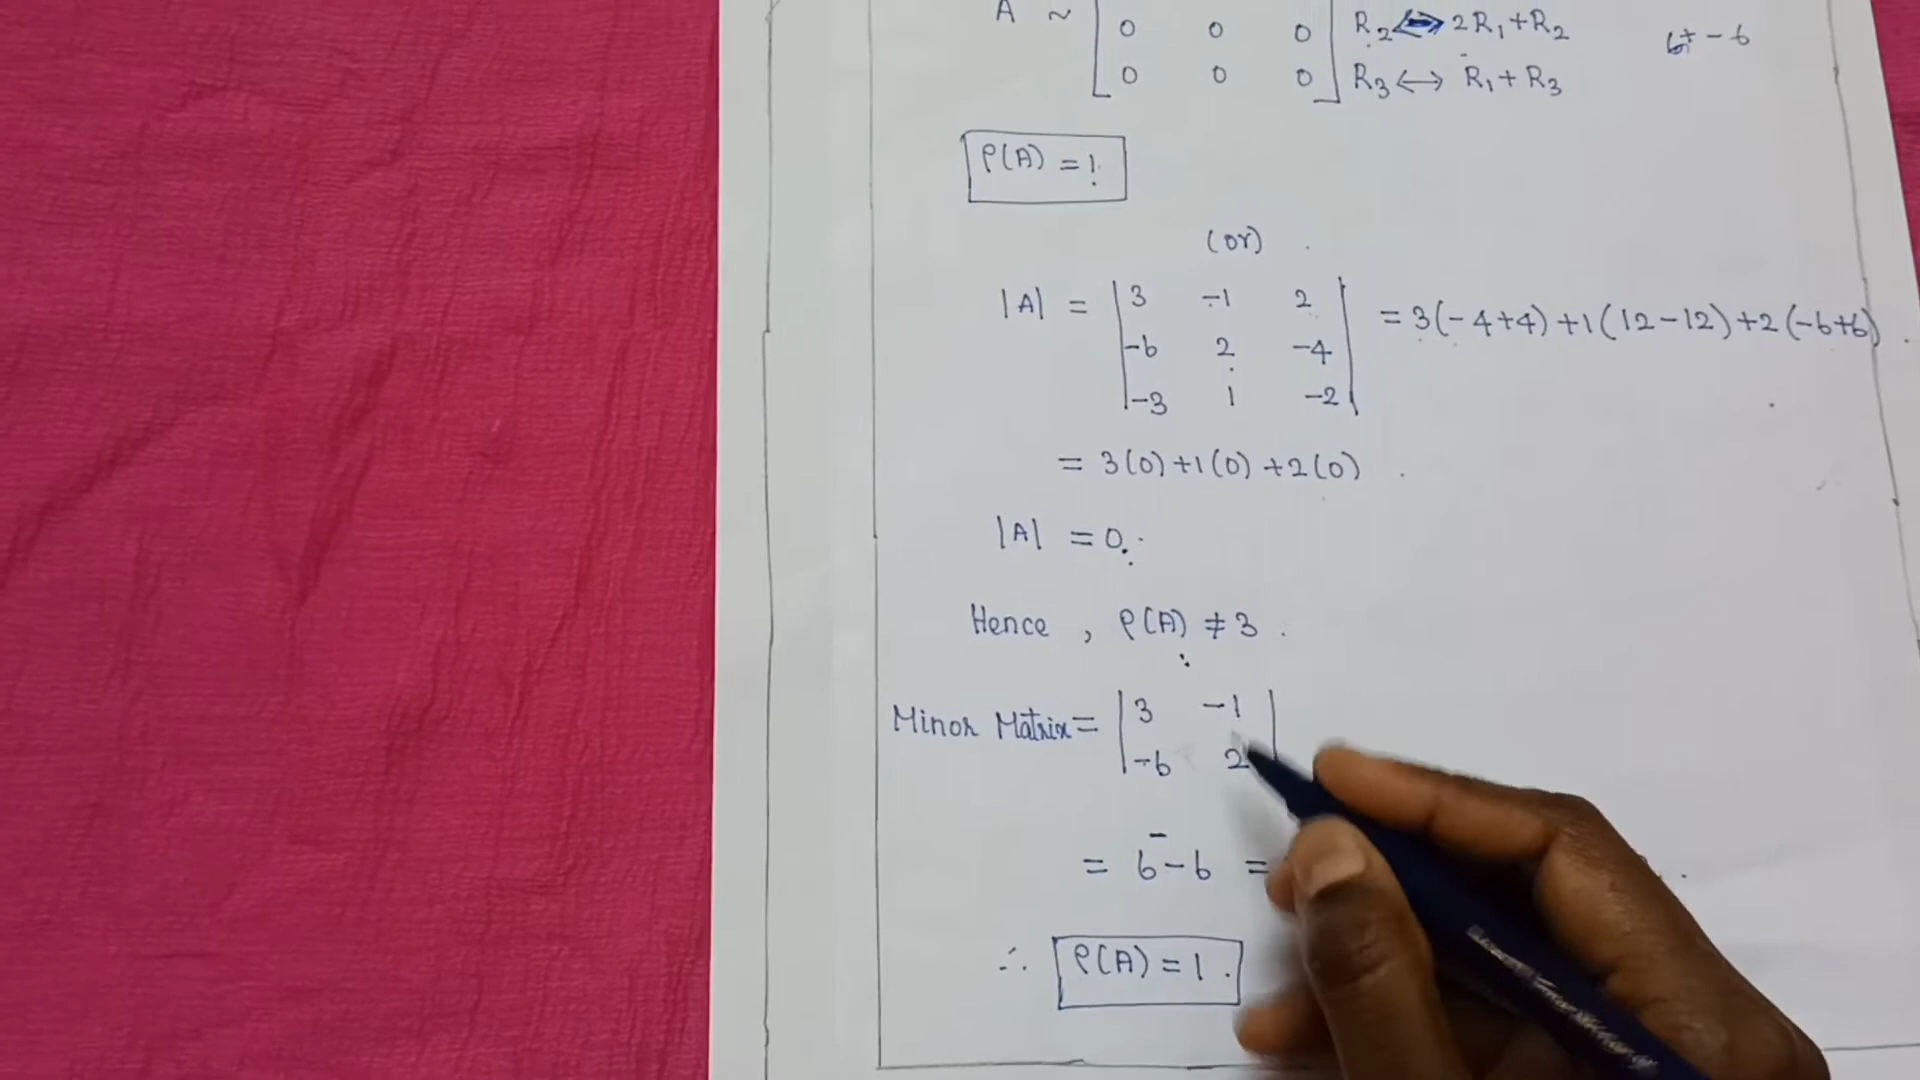 A ~
0 0 0 R2 ⟷ 2R1+R2
0 0 0 R3 ⟷ R1+R3
ρ(A) = 1
(or)
|A| = | 3 -1 2 | = 3(-4+4)+1(12-12)+2(-6+6)
-6 2 -4
-3 1 -2
= 3(0)+1(0)+2(0)
|A| = 0.
Hence, ρ(A) ≠ 3.
Minor Matrix = | 3 -1 |
-6 2
= 6-6 =
∴ ρ(A) = 1.